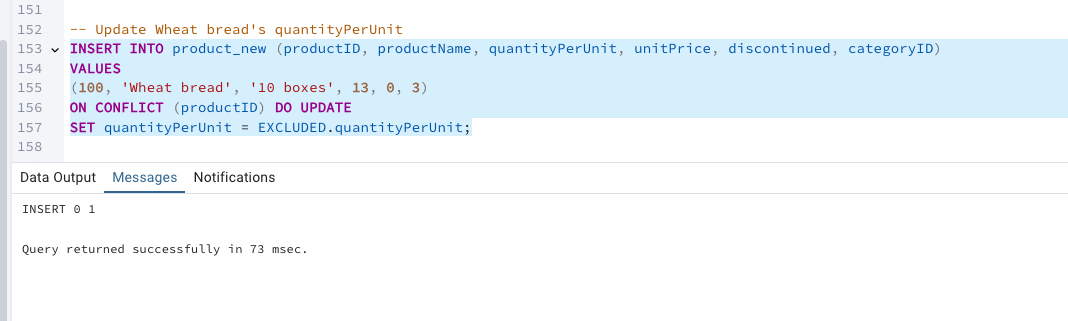 151
152 -- Update Wheat bread's quantityPerUnit
153 INSERT INTO product_new (productID, productName, quantityPerUnit, unitPrice, discontinued, categoryID)
154 VALUES
155 (100, 'Wheat bread', '10 boxes', 13, 0, 3)
156 ON CONFLICT (productID) DO UPDATE
157 SET quantityPerUnit = EXCLUDED.quantityPerUnit;
158
Data Output Messages Notifications
INSERT 0 1
Query returned successfully in 73 msec.